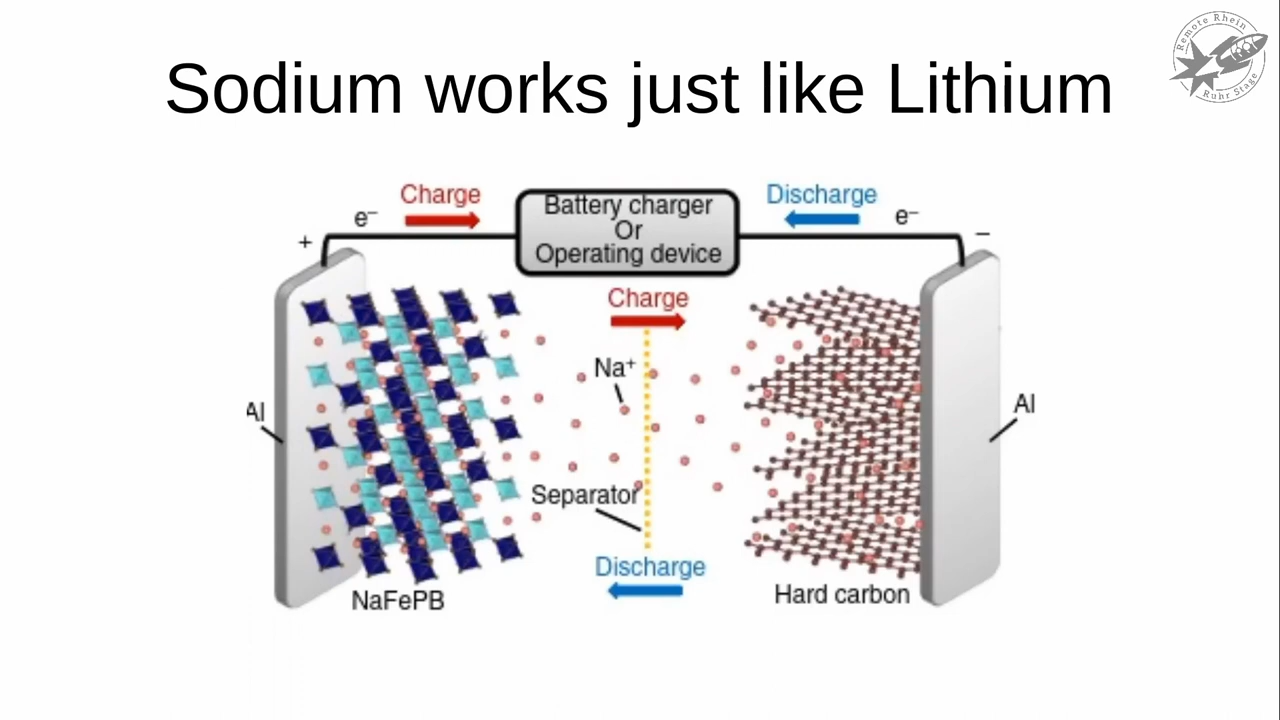 Remote Rhein
Ruhr Stage
Sodium works just like Lithium
Charge
Discharge
e⁻
e⁻
Battery charger
Or
Operating device
+
−
Charge
Na⁺
Al
Al
Separator
Discharge
NaFePB
Hard carbon